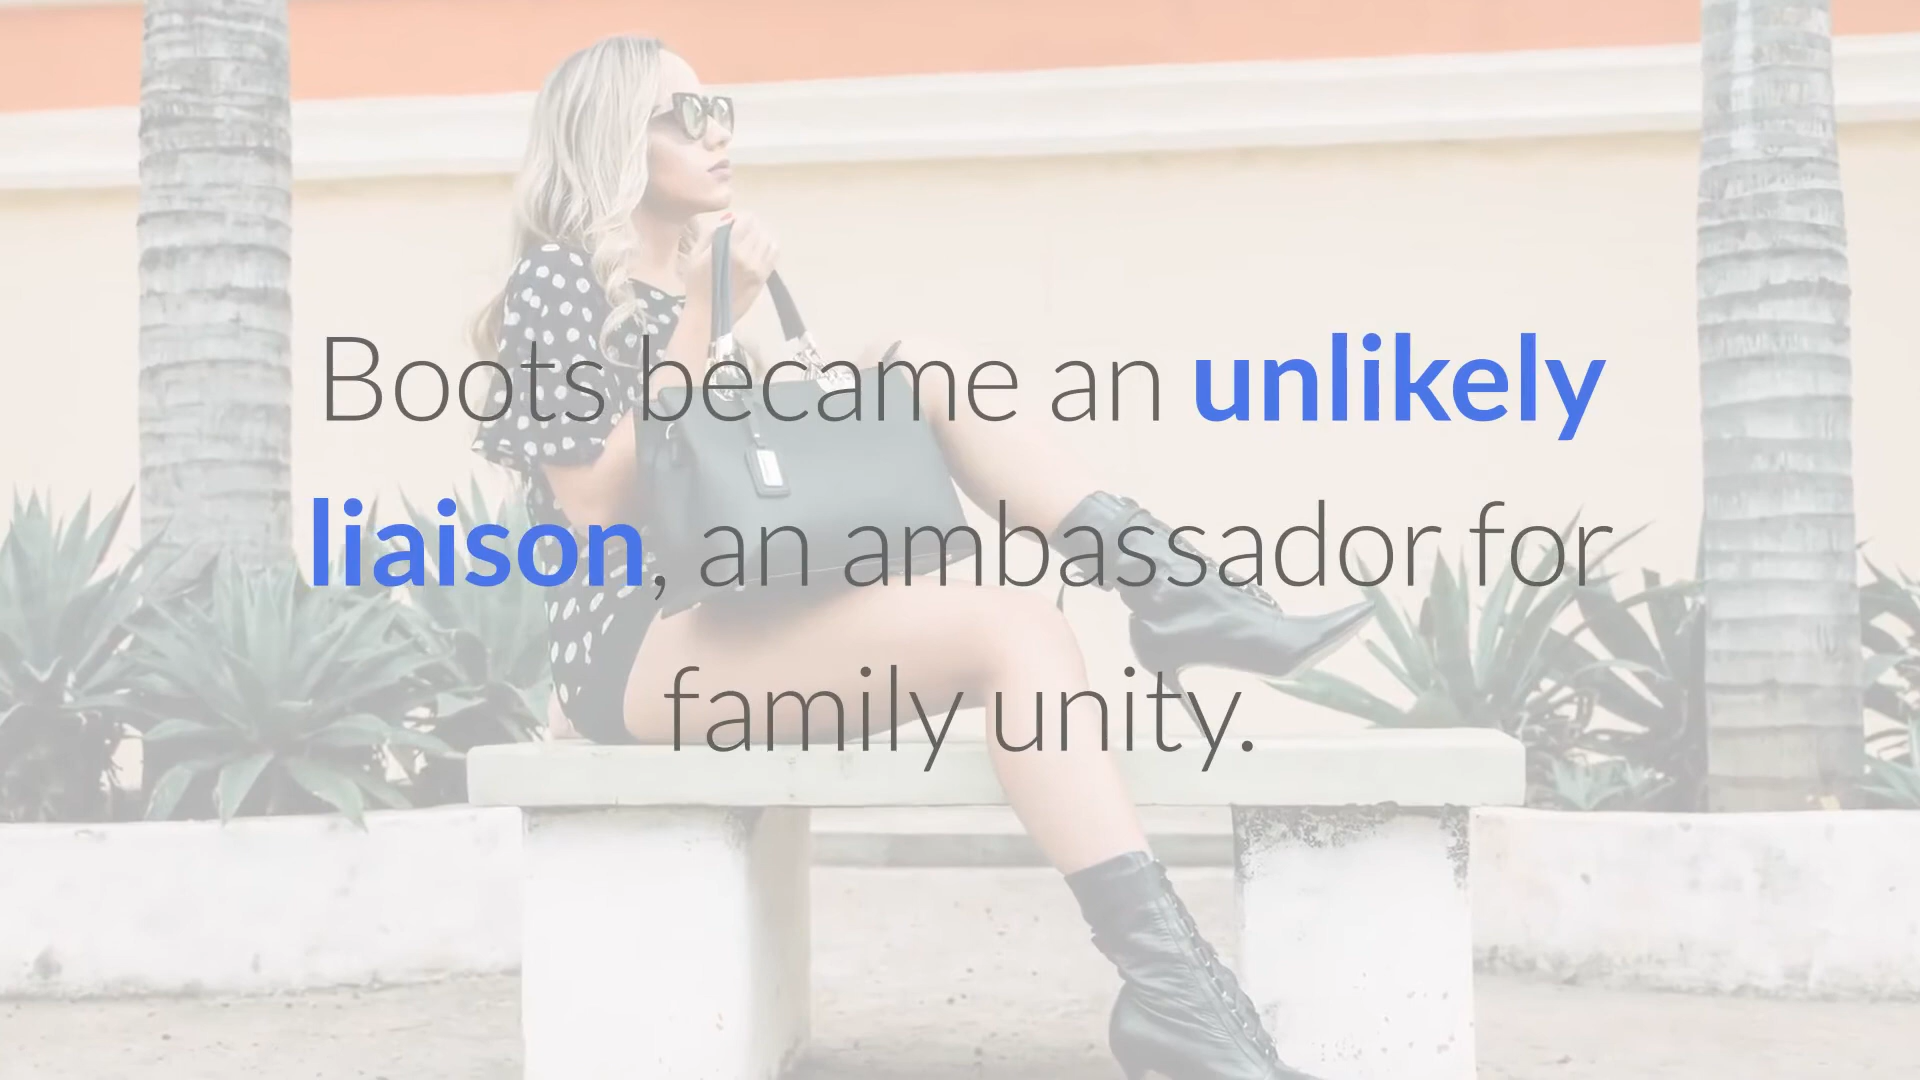 Boots became an unlikely
liaison, an ambassador for
family unity.